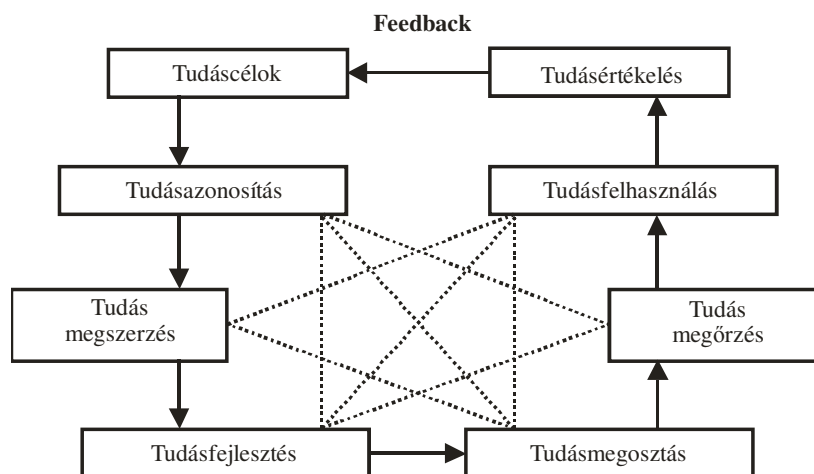 Feedback
Tudáscélok
Tudásértékelés
Tudásazonosítás
Tudásfelhasználás
Tudás
megszerzés
Tudás
megőrzés
Tudásfejlesztés
Tudásmegosztás